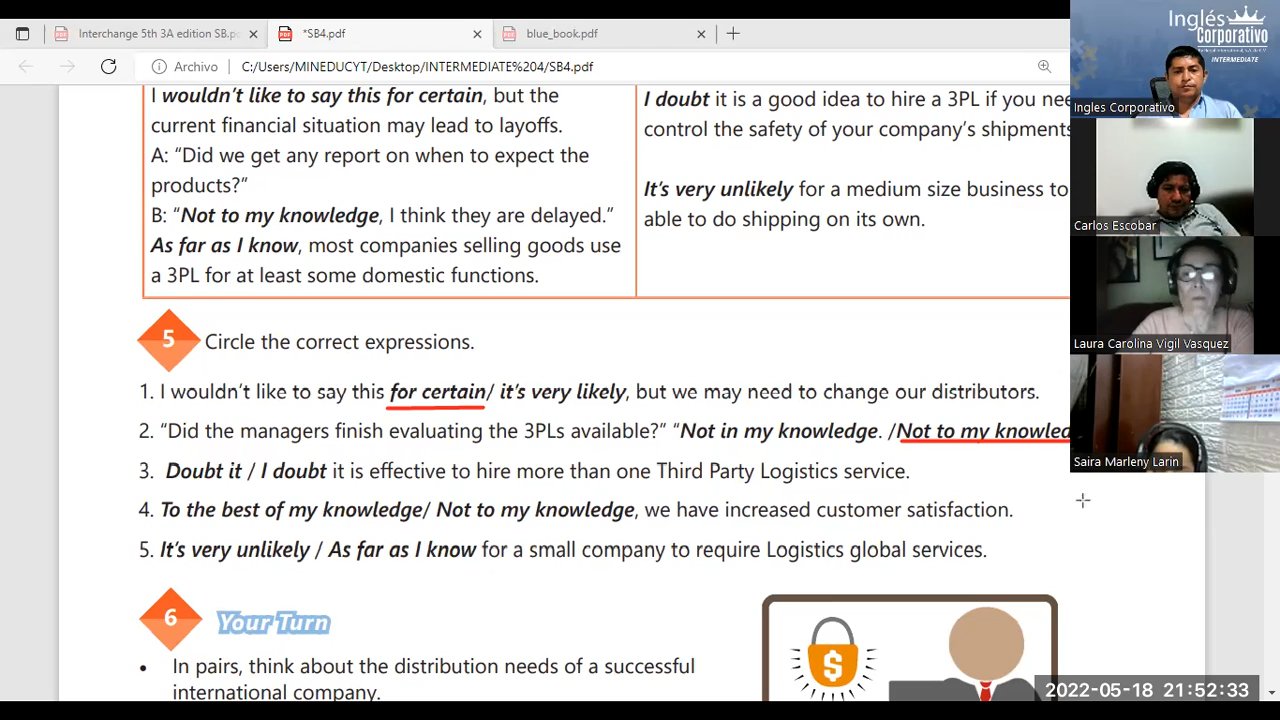 Interchange 5th 3A edition SB.p
*SB4.pdf
blue_book.pdf
Archivo
C:/Users/MINEDUCYT/Desktop/INTERMEDIATE%204/SB4.pdf
I wouldn't like to say this for certain, but the
current financial situation may lead to layoffs.
A: "Did we get any report on when to expect the
products?"
B: "Not to my knowledge, I think they are delayed."
As far as I know, most companies selling goods use
a 3PL for at least some domestic functions.
I doubt it is a good idea to hire a 3PL if you nee
control the safety of your company's shipments
It's very unlikely for a medium size business to
able to do shipping on its own.
5 Circle the correct expressions.
1. I wouldn't like to say this for certain/ it's very likely, but we may need to change our distributors.
2. "Did the managers finish evaluating the 3PLs available?" "Not in my knowledge. /Not to my knowled
3. Doubt it / I doubt it is effective to hire more than one Third Party Logistics service.
4. To the best of my knowledge/ Not to my knowledge, we have increased customer satisfaction.
5. It's very unlikely / As far as I know for a small company to require Logistics global services.
6 Your Turn
• In pairs, think about the distribution needs of a successful
international company.
$
Inglés
Corporativo
INTERMEDIATE
Ingles Corporativo
Carlos Escobar
Laura Carolina Vigil Vasquez
Saira Marleny Larin
2022-05-18 21:52:33